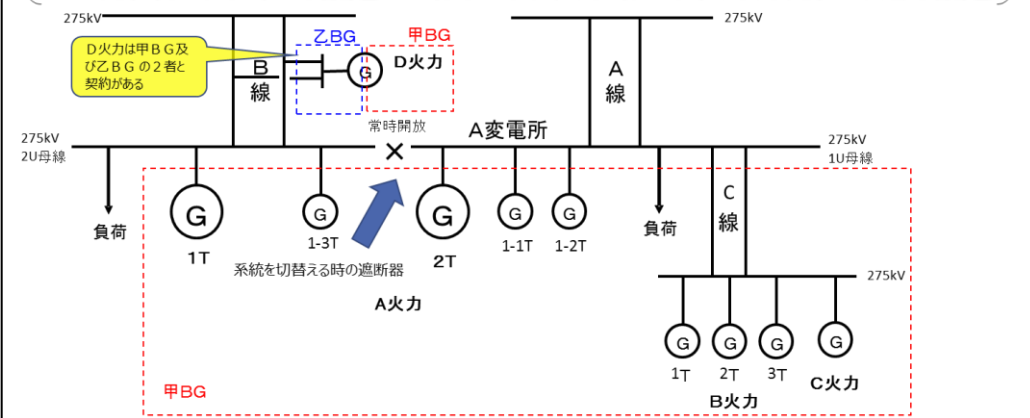 275kV
275kV
乙BG
甲BG
D火力は甲BG及
び乙BGの2者と
契約がある
B
線
G
D火力
A
線
常時開放
A変電所
275kV
2U母線
275kV
1U母線
負荷
G
1T
G
1-3T
G
2T
G
1-1T
G
1-2T
負荷
C
線
系統を切替える時の遮断器
A火力
275kV
G
1T
G
2T
G
3T
G
C火力
B火力
甲BG